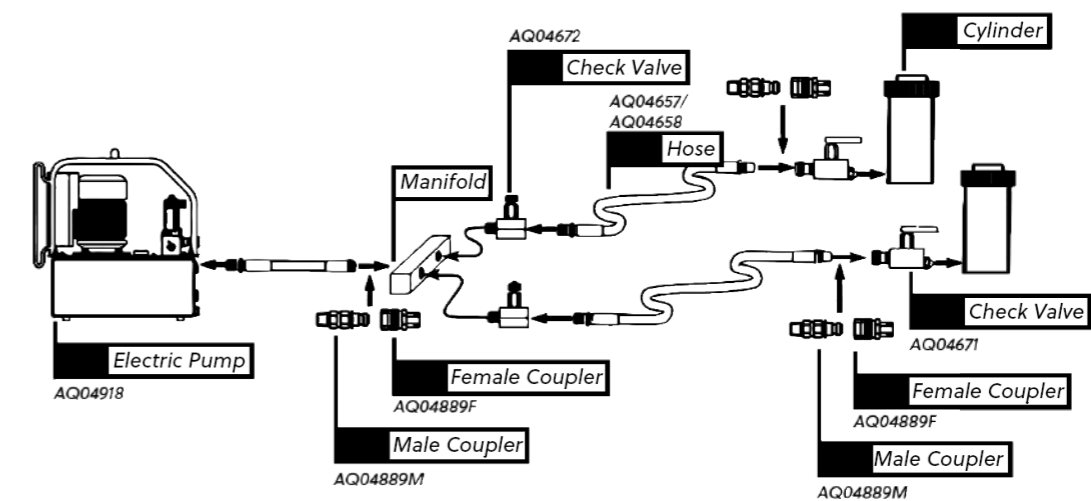 AQ04672
Check Valve
Cylinder
AQ04657/
AQ04658
Hose
Manifold
Electric Pump
AQ04918
Female Coupler
AQ04889F
Male Coupler
AQ04889M
Check Valve
AQ04671
Female Coupler
AQ04889F
Male Coupler
AQ04889M